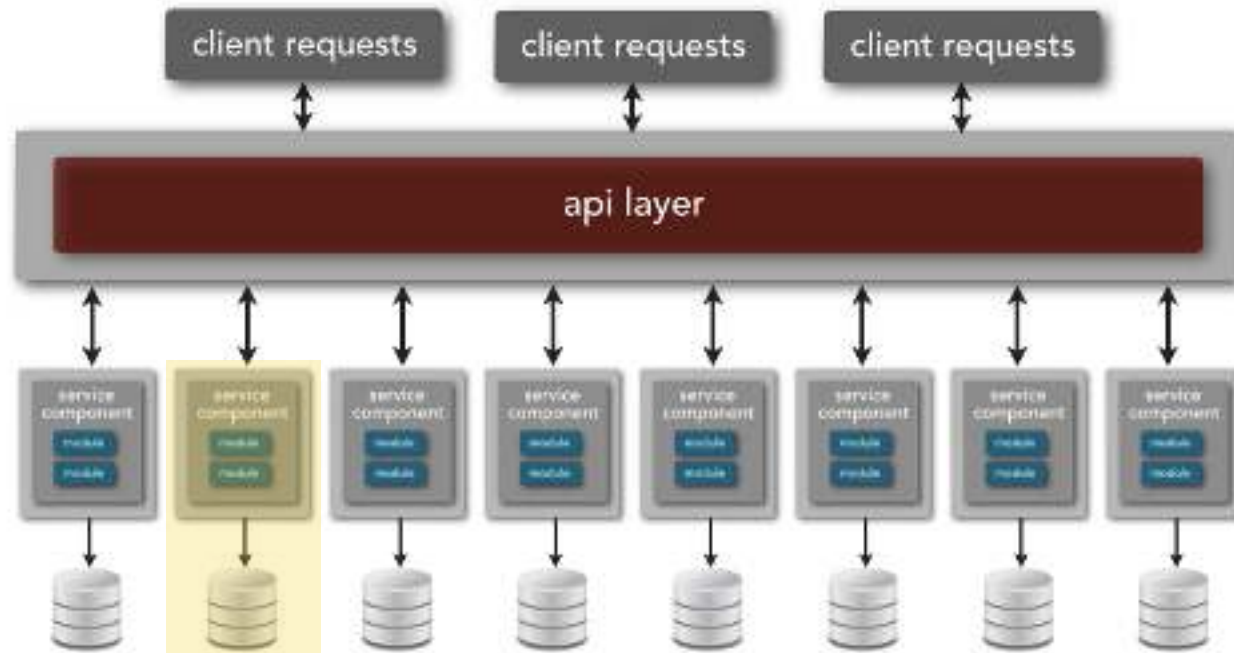 client requests
client requests
client requests
api layer
service
component
module
module
service
component
module
module
service
component
module
module
service
component
module
module
service
component
module
module
service
component
module
module
service
component
module
module
service
component
module
module